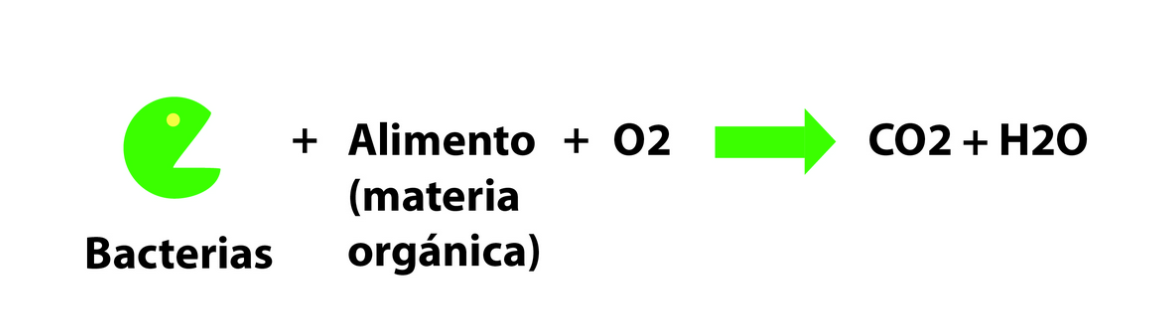 + Alimento + O2 CO2 + H2O
(materia
orgánica)
Bacterias